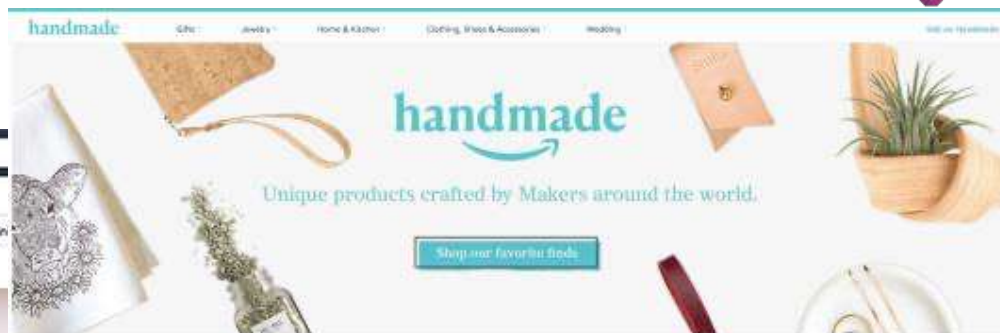 handmade
Gifts Jewelry Home & Kitchen Clothing, Shoes & Accessories Wedding
handmade
Unique products crafted by Makers around the world.
Shop our favorite finds